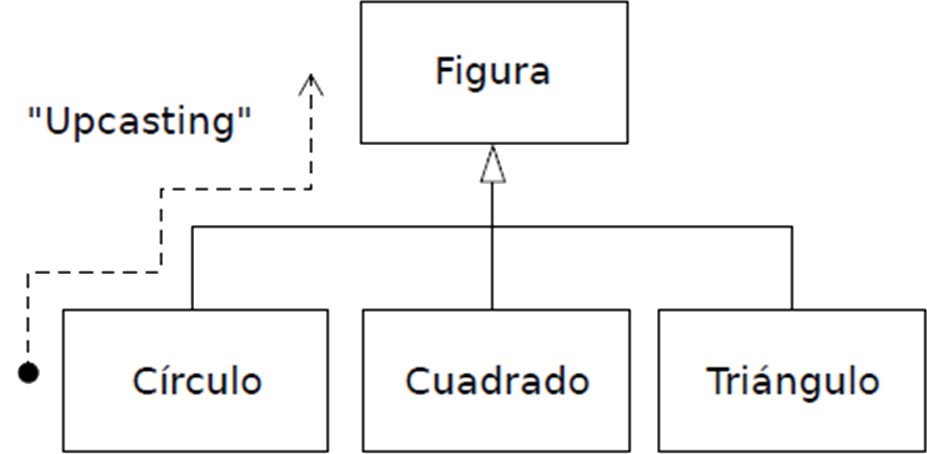 Figura
"Upcasting"
Círculo
Cuadrado
Triángulo